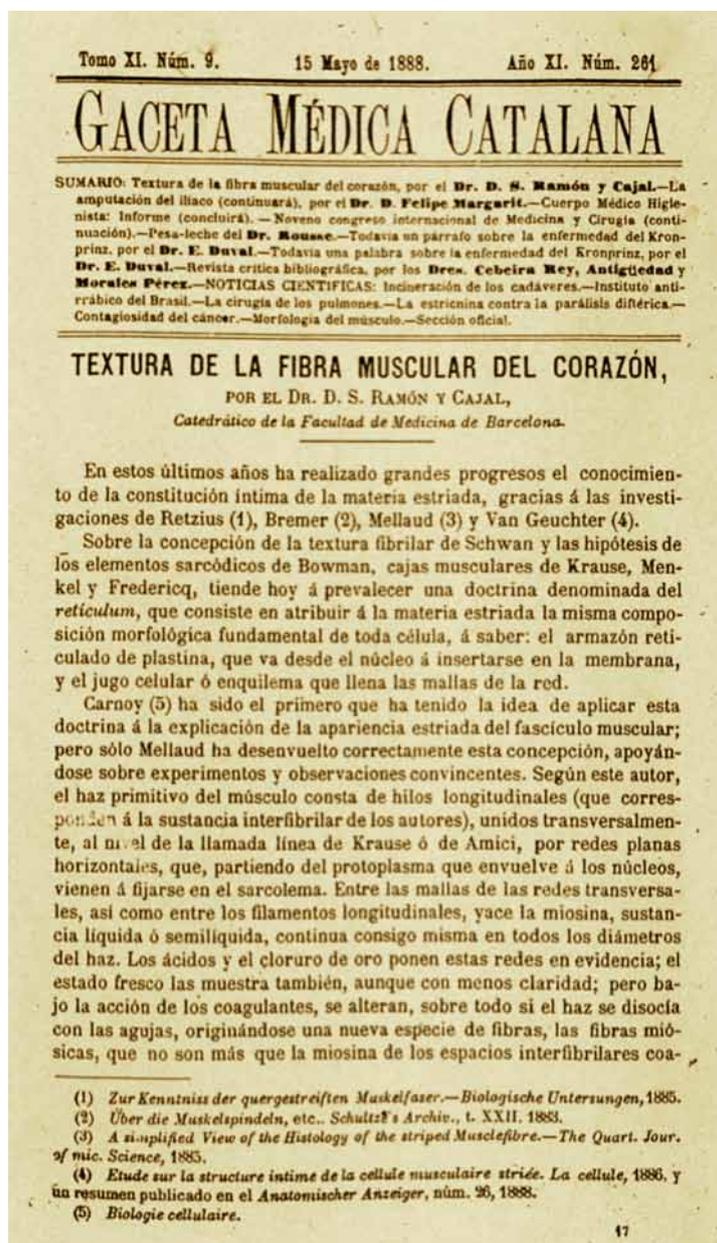 Tomo XI. Núm. 9. 15 Mayo de 1888. Año XI. Núm. 261
GACETA MÉDICA CATALANA
SUMARIO: Textura de la fibra muscular del corazón, por el Dr. D. S. Ramón y Cajal.—La
amputación del iliaco (continuará), por el Dr. D. Felipe Margarit.—Cuerpo Médico Higie-
nista: Informe (concluirá).—Noveno congreso internacional de Medicina y Cirugía (conti-
nuación).—Pesa-leche del Dr. Rousse.—Todavía un párrafo sobre la enfermedad del Kron-
prinz, por el Dr. E. Duval.—Todavía una palabra sobre la enfermedad del Kronprinz, por el
Dr. E. Duval.—Revista crítica bibliográfica, por los Dres. Cebeira Rey, Antigüedad y
Morales Pérez.—NOTICIAS CIENTÍFICAS: Incineración de los cadáveres.—Instituto anti-
rrábico del Brasil.—La cirugía de los pulmones.—La estricnina contra la parálisis diftérica.—
Contagiosidad del cáncer.—Morfología del músculo.—Sección oficial.
TEXTURA DE LA FIBRA MUSCULAR DEL CORAZÓN,
POR EL DR. D. S. RAMÓN Y CAJAL,
Catedrático de la Facultad de Medicina de Barcelona.
En estos últimos años ha realizado grandes progresos el conocimien-
to de la constitución íntima de la materia estriada, gracias á las investi-
gaciones de Retzius (1), Bremer (2), Mellaud (3) y Van Geuchter (4).
Sobre la concepción de la textura fibrilar de Schwan y las hipótesis de
los elementos sarcódicos de Bowman, cajas musculares de Krause, Men-
kel y Fredericq, tiende hoy á prevalecer una doctrina denominada del
retículum, que consiste en atribuir á la materia estriada la misma compo-
sición morfológica fundamental de toda célula, á saber: el armazón reti-
culado de plastina, que va desde el núcleo á insertarse en la membrana,
y el jugo celular ó enquilema que llena las mallas de la red.
Carnoy (5) ha sido el primero que ha tenido la idea de aplicar esta
doctrina á la explicación de la apariencia estriada del fascículo muscular;
pero sólo Mellaud ha desenvuelto correctamente esta concepción, apoyán-
dose sobre experimentos y observaciones convincentes. Según este autor,
el haz primitivo del músculo consta de hilos longitudinales (que corres-
ponden á la sustancia interfibrilar de los autores), unidos transversalmen-
te, al nivel de la llamada línea de Krause ó de Amici, por redes planas
horizontales, que, partiendo del protoplasma que envuelve á los núcleos,
vienen á fijarse en el sarcolema. Entre las mallas de las redes transversa-
les, así como entre los filamentos longitudinales, yace la miosina, sustan-
cia líquida ó semilíquida, continua consigo misma en todos los diámetros
del haz. Los ácidos y el cloruro de oro ponen estas redes en evidencia; el
estado fresco las muestra también, aunque con menos claridad; pero ba-
jo la acción de los coagulantes, se alteran, sobre todo si el haz se disocia
con las agujas, originándose una nueva especie de fibras, las fibras mió-
sicas, que no son más que la miosina de los espacios interfibrilares coa-
(1) Zur Kenntniss der quergestreiften Muskelfaser.—Biologische Untersungen, 1885.
(2) Über die Muskelspindeln, etc.. Schultz's Archiv., t. XXII. 1883.
(3) A simplified View of the Histology of the striped Musclefibre.—The Quart. Jour.
of mic. Science, 1885.
(4) Etude sur la structure intime de la cellule musculaire striée. La cellule, 1886, y
un resumen publicado en el Anatomischer Anzeiger, núm. 26, 1888.
(5) Biologie cellulaire.
17